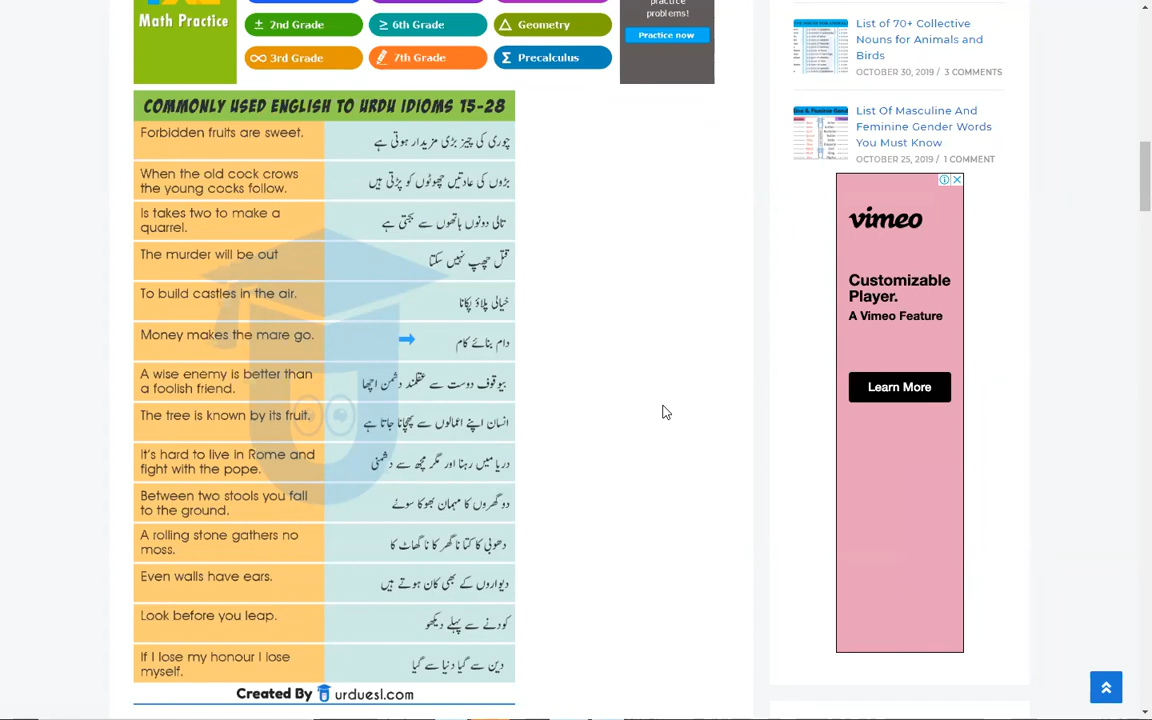 Math Practice
2nd Grade
6th Grade
Geometry
3rd Grade
7th Grade
Precalculus
practice
problems!
Practice now
COMMONLY USED ENGLISH TO URDU IDIOMS 15-28
Forbidden fruits are sweet.
چوری کی چیز بڑی مزیدار ہوتی ہے
When the old cock crows
the young cocks follow.
بڑوں کی عادتیں چھوٹوں کو پڑتی ہیں
Is takes two to make a
quarrel.
تالی دونوں ہاتھوں سے بجتی ہے
The murder will be out
قتل چھپ نہیں سکتا
To build castles in the air.
خیالی پلاؤ پکانا
Money makes the mare go.
دام بنائے کام
A wise enemy is better than
a foolish friend.
بیوقوف دوست سے عقلمند دشمن اچھا
The tree is known by its fruit.
انسان اپنے اعمالوں سے پہچانا جاتا ہے
It's hard to live in Rome and
fight with the pope.
دریا میں رہنا اور مگر مچھ سے دشمنی
Between two stools you fall
to the ground.
دو گھروں کا مہمان بھوکا سوئے
A rolling stone gathers no
moss.
دھوبی کا کتا نا گھر کا نا گھاٹ کا
Even walls have ears.
دیواروں کے بھی کان ہوتے ہیں
Look before you leap.
کودنے سے پہلے دیکھو
If I lose my honour I lose
myself.
دین سے گیا دنیا سے گیا
Created By urduesl.com
List of 70+ Collective
Nouns for Animals and
Birds
OCTOBER 30, 2019 / 3 COMMENTS
List Of Masculine And
Feminine Gender Words
You Must Know
OCTOBER 25, 2019 / 1 COMMENT
vimeo
Customizable
Player.
A Vimeo Feature
Learn More